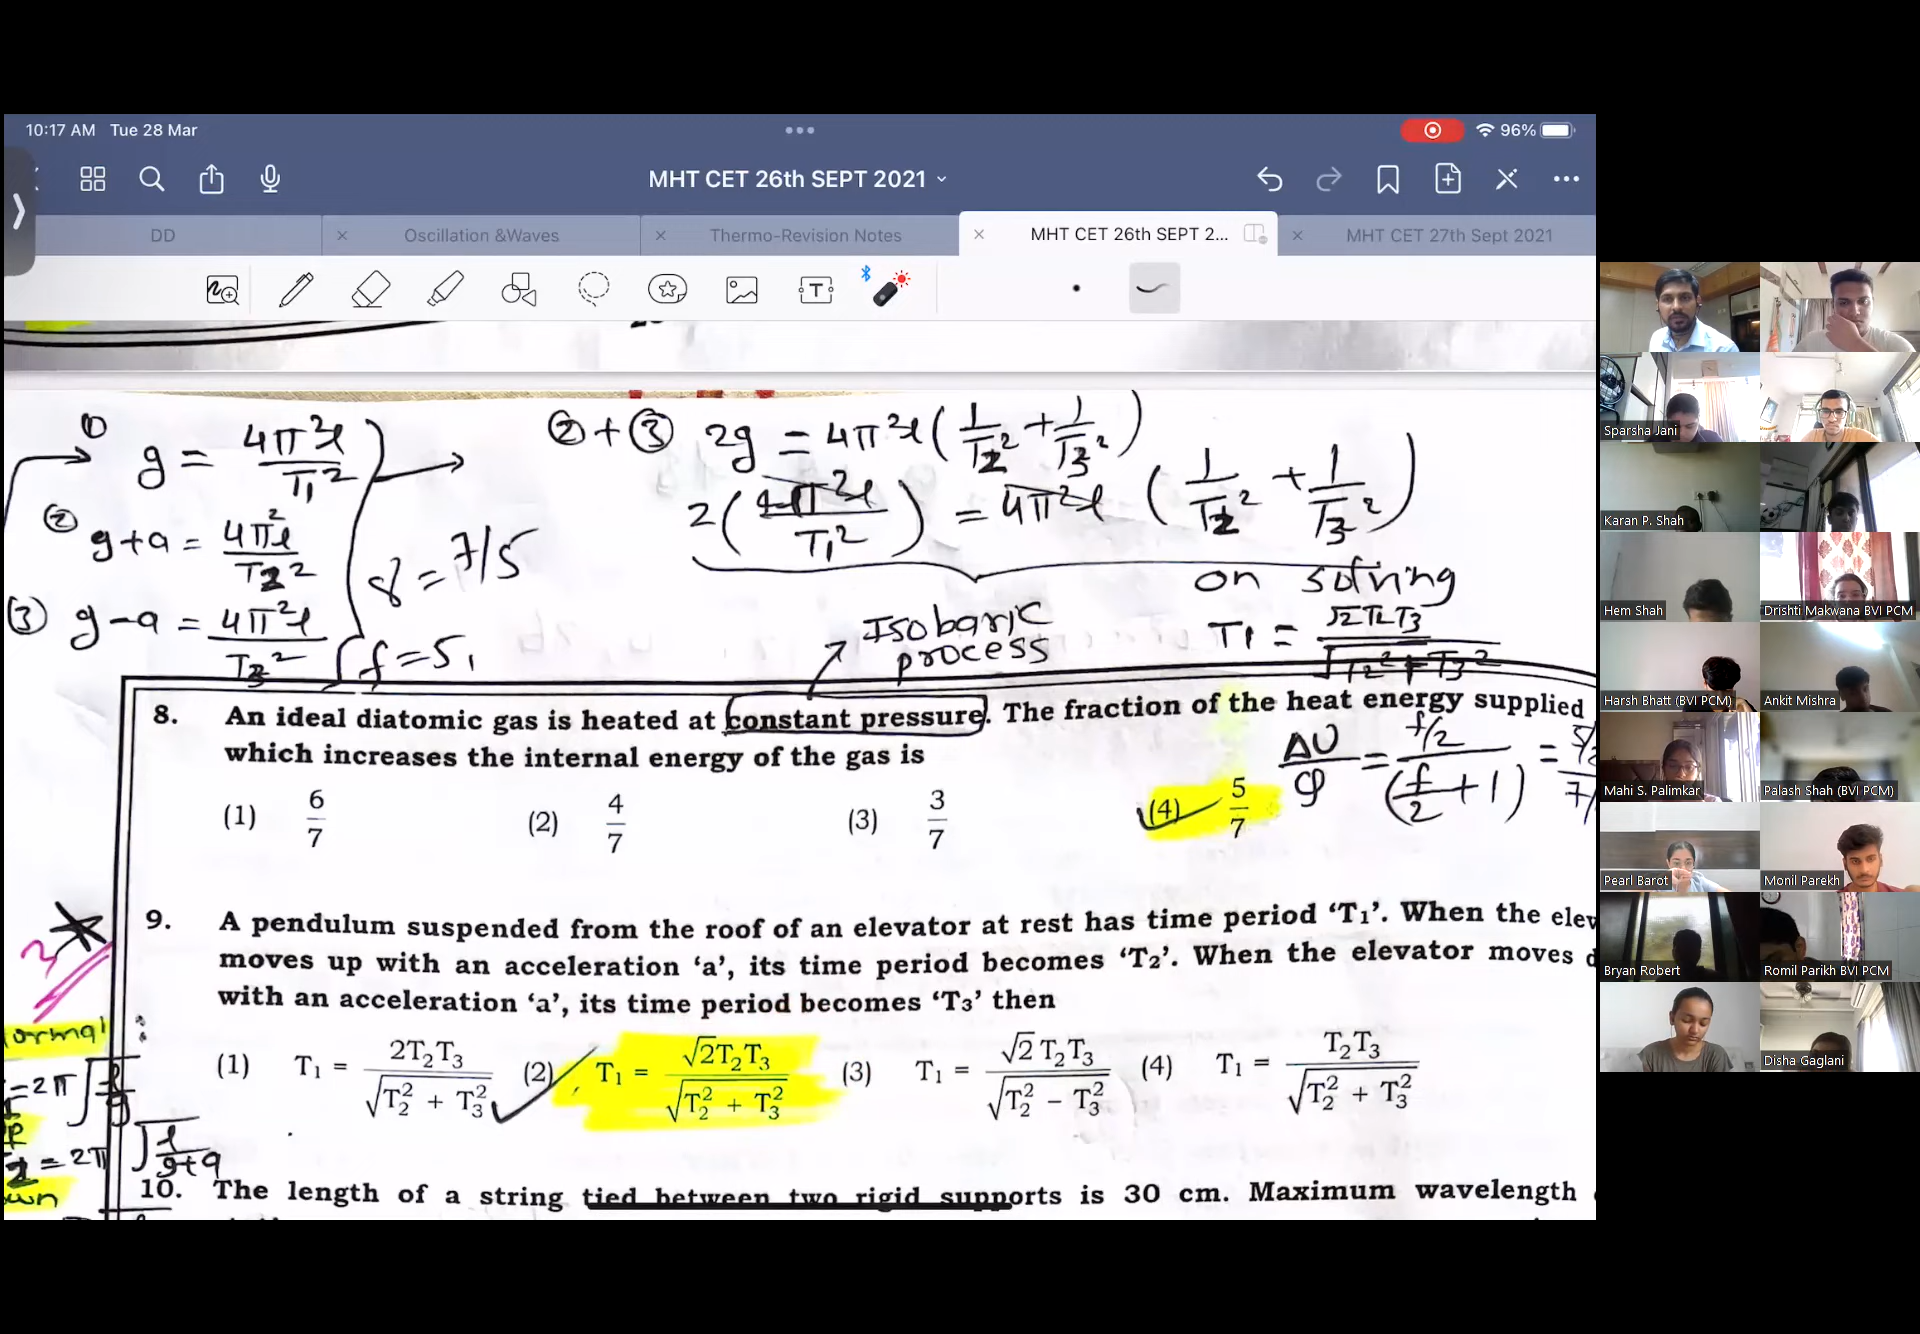 10:17 AM Tue 28 Mar
96%
MHT CET 26th SEPT 2021
DD
Oscillation &Waves
Thermo-Revision Notes
MHT CET 26th SEPT 2...
MHT CET 27th Sept 2021
① g = 4π²l / T₁²
② g+a = 4π²l / T₂²
③ g-a = 4π²l / T₃²
γ = 7/5
f = 5,
②+③ 2g = 4π²l (1/T₂² + 1/T₃²)
2(4π²l / T₁²) = 4π²l (1/T₂² + 1/T₃²)
on solving
T1 = √2 T2 T3 / √T₂² + T₃²
Isobaric
process
8. An ideal diatomic gas is heated at constant pressure. The fraction of the heat energy supplied
which increases the internal energy of the gas is
ΔU/Q = f/2 / (f/2 + 1) =
(1) 6/7 (2) 4/7 (3) 3/7 (4) 5/7
9. A pendulum suspended from the roof of an elevator at rest has time period ‘T₁’. When the elev
moves up with an acceleration ‘a’, its time period becomes ‘T₂’. When the elevator moves d
with an acceleration ‘a’, its time period becomes ‘T₃’ then
(1) T₁ = 2T₂T₃ / √T₂² + T₃² (2) T₁ = √2T₂T₃ / √T₂² + T₃² (3) T₁ = √2 T₂T₃ / √T₂² − T₃² (4) T₁ = T₂T₃ / √T₂² + T₃²
ormal
=2π√l/g
2 = 2π √l/g+a
own
10. The length of a string tied between two rigid supports is 30 cm. Maximum wavelength
Sparsha Jani
Karan P. Shah
Hem Shah
Drishti Makwana BVI PCM
Harsh Bhatt (BVI PCM)
Ankit Mishra
Mahi S. Palimkar
Palash Shah (BVI PCM)
Pearl Barot
Monil Parekh
Bryan Robert
Romil Parikh BVI PCM
Disha Gaglani